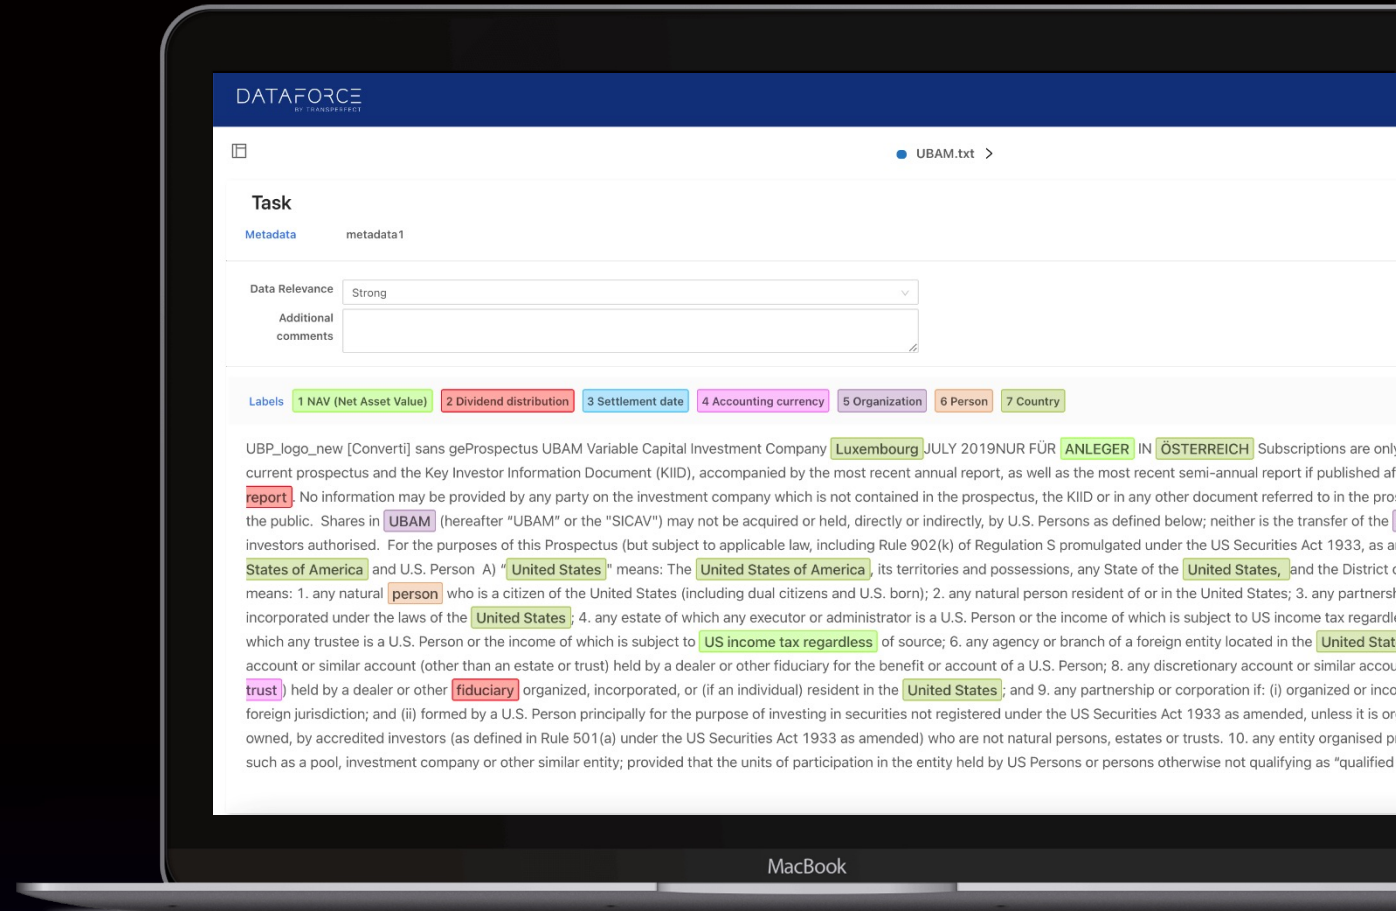 DATAFORCE
BY TRANSPERFECT
UBAM.txt
Task
Metadata metadata1
Data Relevance Strong
Additional
comments
Labels 1 NAV (Net Asset Value) 2 Dividend distribution 3 Settlement date 4 Accounting currency 5 Organization 6 Person 7 Country
UBP_logo_new [Converti] sans geProspectus UBAM Variable Capital Investment Company Luxembourg JULY 2019NUR FÜR ANLEGER IN ÖSTERREICH Subscriptions are only
current prospectus and the Key Investor Information Document (KIID), accompanied by the most recent annual report, as well as the most recent semi-annual report if published af
report . No information may be provided by any party on the investment company which is not contained in the prospectus, the KIID or in any other document referred to in the pros
the public. Shares in UBAM (hereafter “UBAM” or the "SICAV") may not be acquired or held, directly or indirectly, by U.S. Persons as defined below; neither is the transfer of the
investors authorised. For the purposes of this Prospectus (but subject to applicable law, including Rule 902(k) of Regulation S promulgated under the US Securities Act 1933, as a
States of America and U.S. Person A) “ United States " means: The United States of America , its territories and possessions, any State of the United States, and the District
means: 1. any natural person who is a citizen of the United States (including dual citizens and U.S. born); 2. any natural person resident of or in the United States; 3. any partnersh
incorporated under the laws of the United States ; 4. any estate of which any executor or administrator is a U.S. Person or the income of which is subject to US income tax regardle
which any trustee is a U.S. Person or the income of which is subject to US income tax regardless of source; 6. any agency or branch of a foreign entity located in the United Stat
account or similar account (other than an estate or trust) held by a dealer or other fiduciary for the benefit or account of a U.S. Person; 8. any discretionary account or similar accou
trust ) held by a dealer or other fiduciary organized, incorporated, or (if an individual) resident in the United States ; and 9. any partnership or corporation if: (i) organized or inco
foreign jurisdiction; and (ii) formed by a U.S. Person principally for the purpose of investing in securities not registered under the US Securities Act 1933 as amended, unless it is or
owned, by accredited investors (as defined in Rule 501(a) under the US Securities Act 1933 as amended) who are not natural persons, estates or trusts. 10. any entity organised p
such as a pool, investment company or other similar entity; provided that the units of participation in the entity held by US Persons or persons otherwise not qualifying as “qualified
MacBook